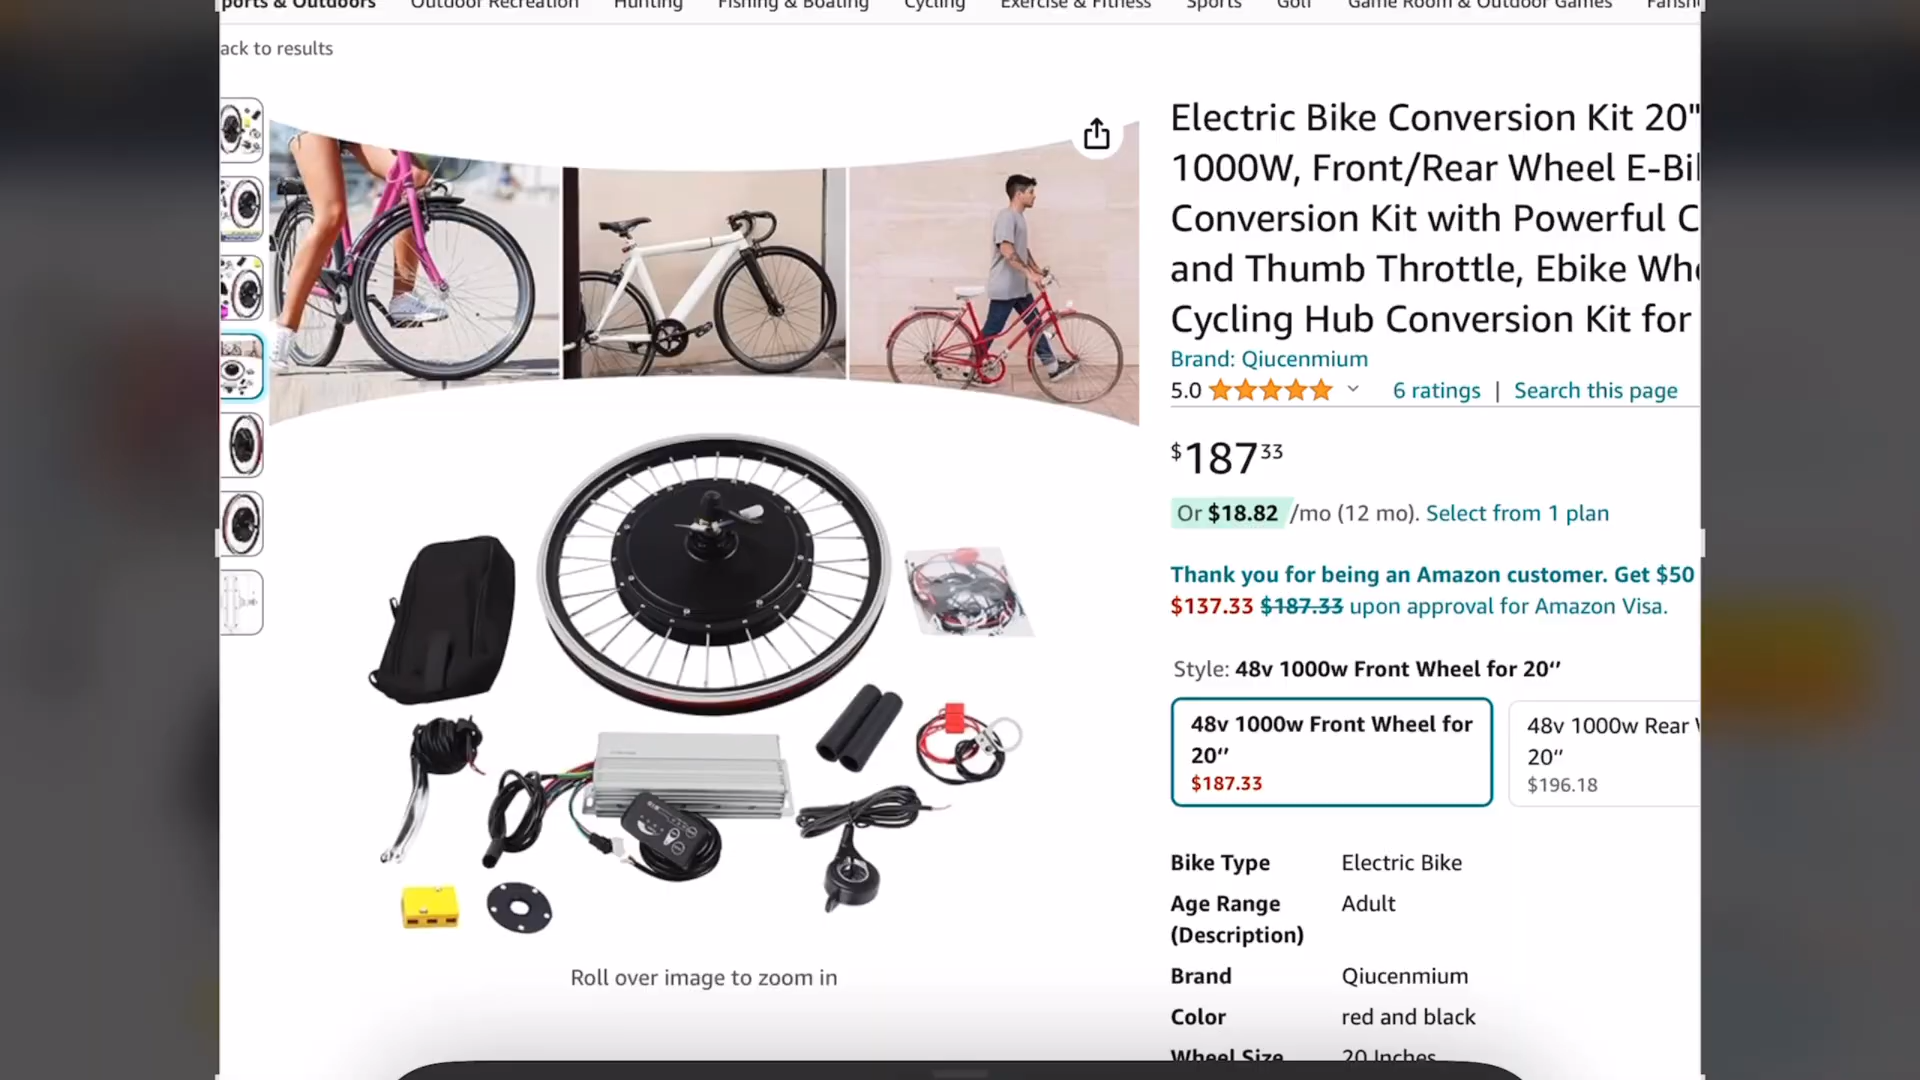 Outdoors
Outdoor Recreation Hunting Fishing & Boating Cycling Exercise & Fitness Sports Golf Game Room & Outdoor Games
to results
Electric Bike Conversion Kit 20"
1000W, Front/Rear Wheel
Conversion Kit with Powerful
and Thumb Throttle, Ebike
Cycling Hub Conversion Kit for
Brand: Qiucenmium
5.0 6 ratings | Search this page
$187 33
Or $18.82 /mo (12 mo). Select from 1 plan
Thank you for being an Amazon customer. Get $50
$137.33 $187.33 upon approval for Amazon Visa.
Style: 48v 1000w Front Wheel for 20‘’
48v 1000w Front Wheel for
20‘’
$187.33
48v 1000w Rear
20“
$196.18
Bike Type Electric Bike
Age Range Adult
(Description)
Brand Qiucenmium
Color red and black
Wheel Size 20 Inches
Roll over image to zoom in